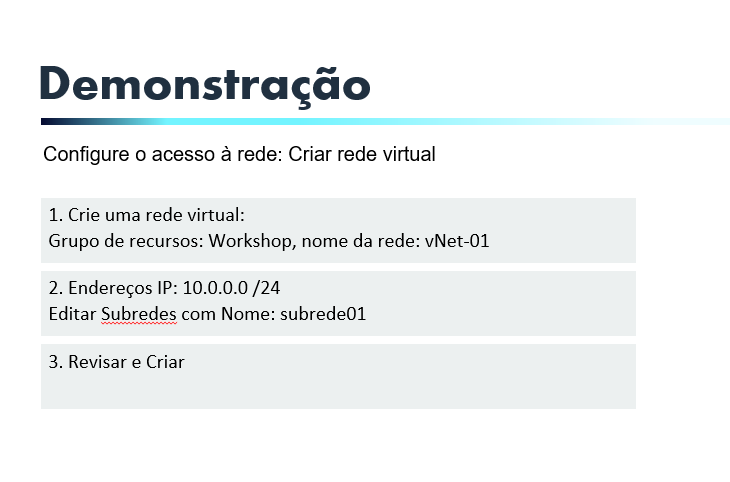 Demonstração
Configure o acesso à rede: Criar rede virtual
1. Crie uma rede virtual:
Grupo de recursos: Workshop, nome da rede: vNet-01
2. Endereços IP: 10.0.0.0 /24
Editar Subredes com Nome: subrede01
3. Revisar e Criar